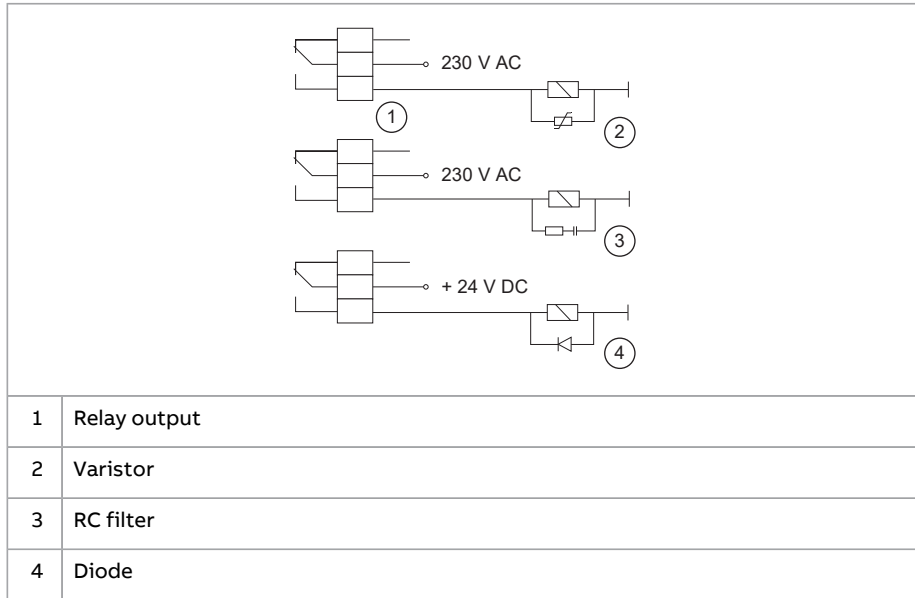 230 V AC
1
2
230 V AC
3
+ 24 V DC
4
1 Relay output
2 Varistor
3 RC filter
4 Diode